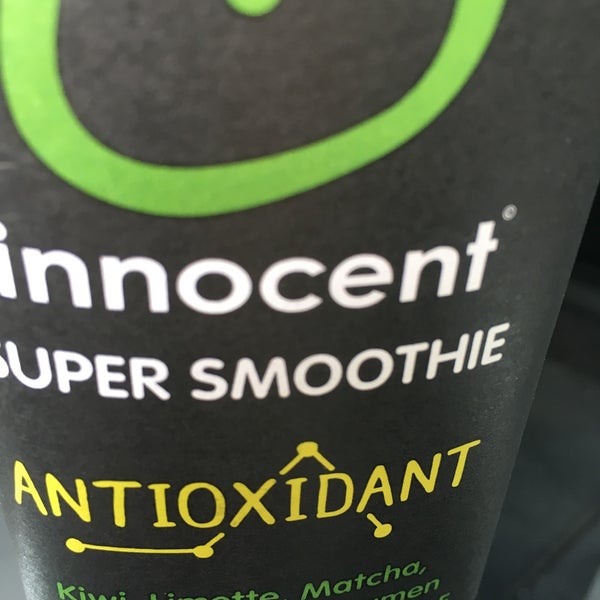 innocent©
SUPER SMOOTHIE
ANTIOXIDANT
Kiwi, Limette, Matcha,